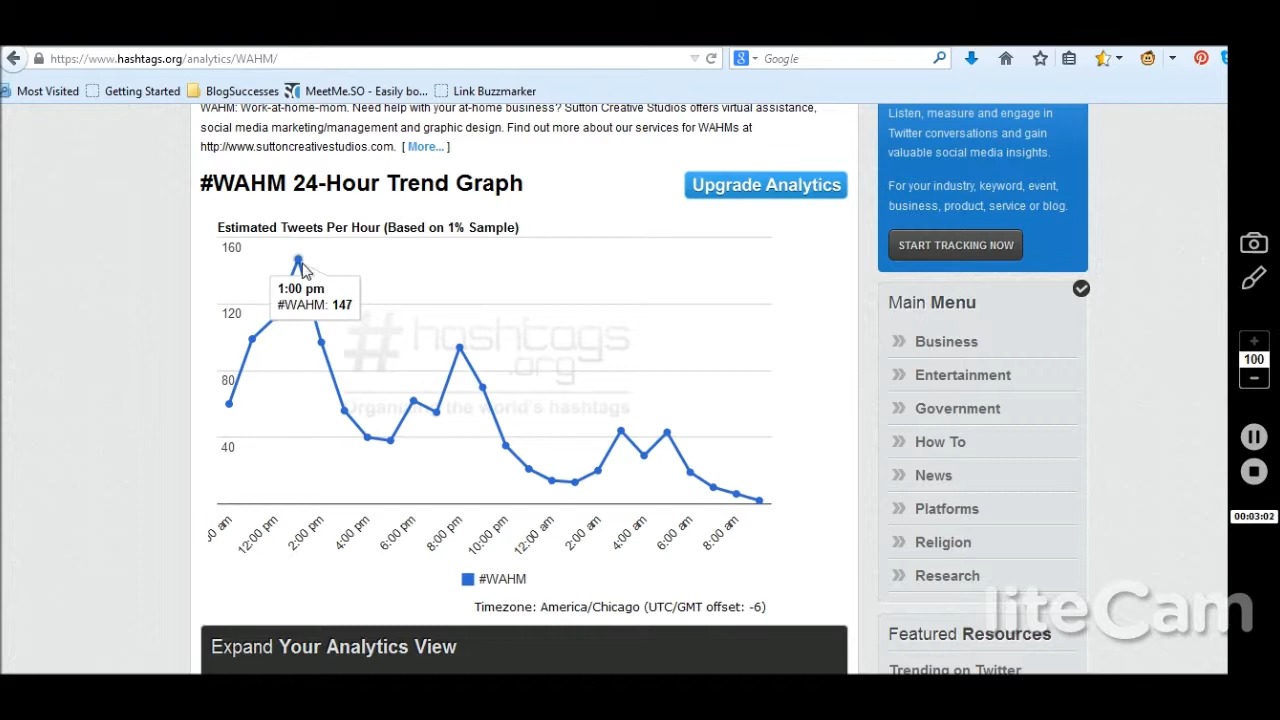 https://www.hashtags.org/analytics/WAHM/
Google
Most Visited
Getting Started
BlogSuccesses
MeetMe.SO - Easily bo...
Link Buzzmarker
WAHM: Work-at-home-mom. Need help with your at-home business? Sutton Creative Studios offers virtual assistance,
social media marketing/management and graphic design. Find out more about our services for WAHMs at
http://www.suttoncreativestudios.com. [ More... ]
#WAHM 24-Hour Trend Graph
Upgrade Analytics
Estimated Tweets Per Hour (Based on 1% Sample)
160
120
80
40
1:00 pm
#WAHM: 147
# hashtags
.org
Organizing the world's hashtags
00 am
12:00 pm
2:00 pm
4:00 pm
6:00 pm
8:00 pm
10:00 pm
12:00 am
2:00 am
4:00 am
6:00 am
8:00 am
#WAHM
Timezone: America/Chicago (UTC/GMT offset: -6)
Expand Your Analytics View
Listen, measure and engage in
Twitter conversations and gain
valuable social media insights.
For your industry, keyword, event,
business, product, service or blog.
START TRACKING NOW
Main Menu
Business
Entertainment
Government
How To
News
Platforms
Religion
Research
Featured Resources
Trending on Twitter
100
00:03:02
liteCam